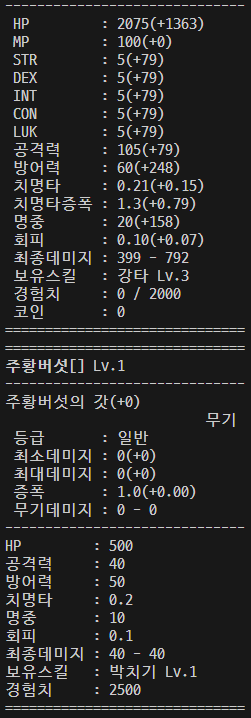 HP : 2075(+1363)
MP : 100(+0)
STR : 5(+79)
DEX : 5(+79)
INT : 5(+79)
CON : 5(+79)
LUK : 5(+79)
공격력 : 105(+79)
방어력 : 60(+248)
치명타 : 0.21(+0.15)
치명타증폭 : 1.3(+0.79)
명중 : 20(+158)
회피 : 0.10(+0.07)
최종데미지 : 399 - 792
보유스킬 : 강타 Lv.3
경험치 : 0 / 2000
코인 : 0
주황버섯[] Lv.1
주황버섯의 갓(+0)
무기
등급 : 일반
최소데미지 : 0(+0)
최대데미지 : 0(+0)
증폭 : 1.0(+0.00)
무기데미지 : 0 - 0
HP : 500
공격력 : 40
방어력 : 50
치명타 : 0.2
명중 : 10
회피 : 0.1
최종데미지 : 40 - 40
보유스킬 : 박치기 Lv.1
경험치 : 2500